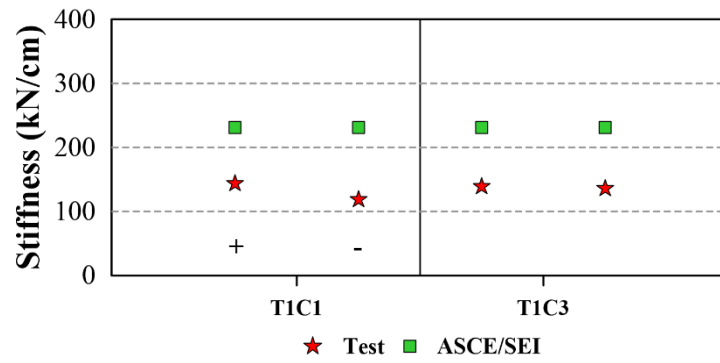 400
300
200
100
0
Stiffness (kN/cm)
+ -
T1C1 T1C3
Test ASCE/SEI